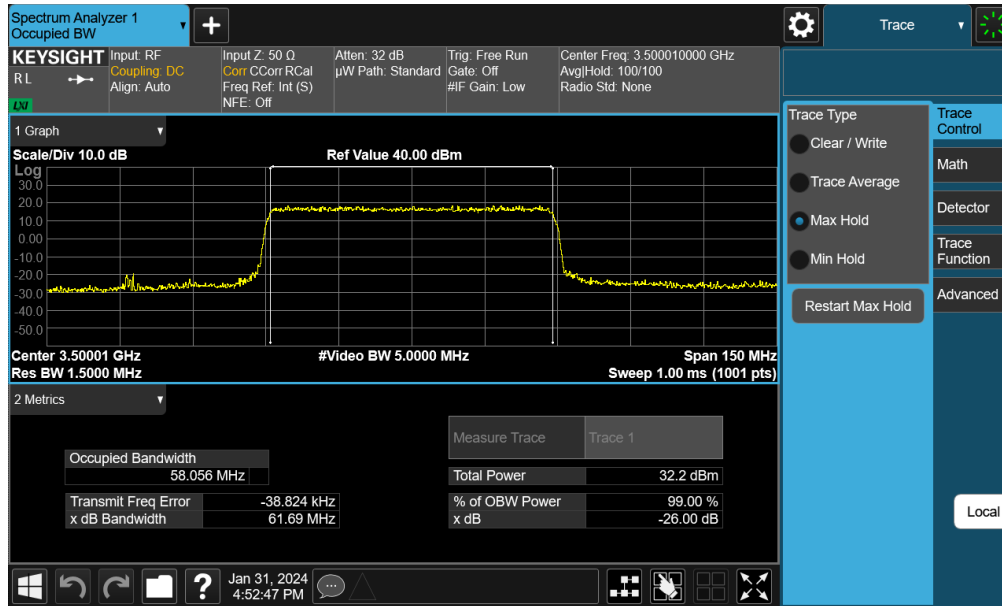 Spectrum Analyzer 1
Occupied BW
+
Trace
KEYSIGHT
R L
LXI
Input: RF
Coupling: DC
Align: Auto
Input Z: 50 Ω
Corr CCorr RCal
Freq Ref: Int (S)
NFE: Off
Atten: 32 dB
µW Path: Standard
Trig: Free Run
Gate: Off
#IF Gain: Low
Center Freq: 3.500010000 GHz
Avg|Hold: 100/100
Radio Std: None
1 Graph
Scale/Div 10.0 dB
Ref Value 40.00 dBm
Log
30.0
20.0
10.0
0.00
-10.0
-20.0
-30.0
-40.0
-50.0
Center 3.50001 GHz
#Video BW 5.0000 MHz
Span 150 MHz
Res BW 1.5000 MHz
Sweep 1.00 ms (1001 pts)
2 Metrics
Measure Trace
Trace 1
Occupied Bandwidth
58.056 MHz
Total Power
32.2 dBm
Transmit Freq Error
-38.824 kHz
% of OBW Power
99.00 %
x dB Bandwidth
61.69 MHz
x dB
-26.00 dB
Trace Type
Clear / Write
Trace Average
Max Hold
Min Hold
Restart Max Hold
Trace
Control
Math
Detector
Trace
Function
Advanced
Local
?
Jan 31, 2024
4:52:47 PM